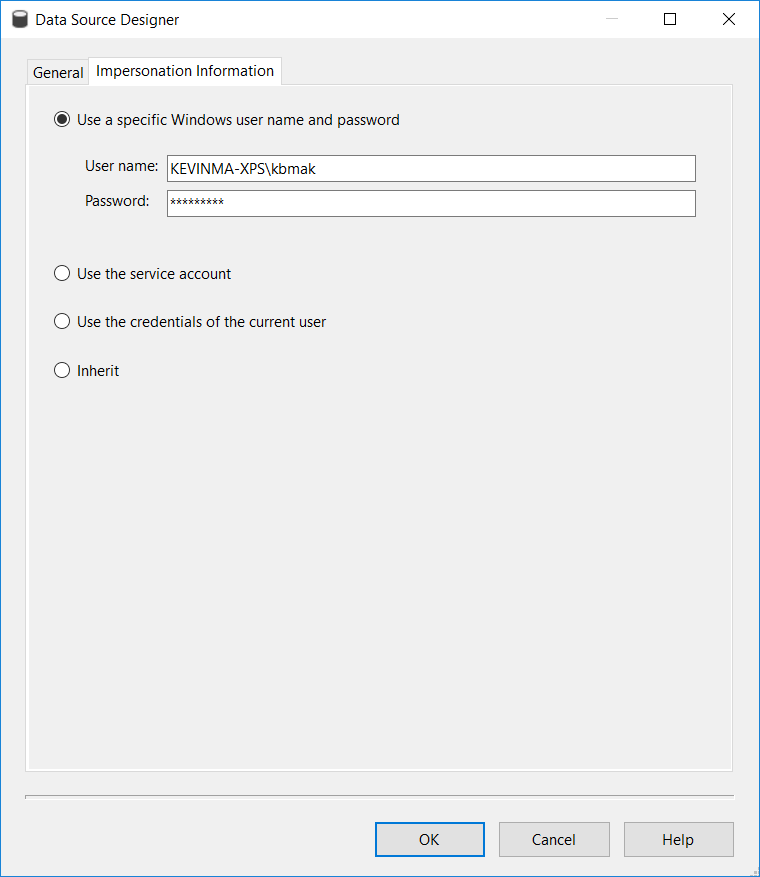 Data Source Designer
General
Impersonation Information
Use a specific Windows user name and password
User name: KEVINMA-XPS\kbmak
Password: *********
Use the service account
Use the credentials of the current user
Inherit
OK Cancel Help